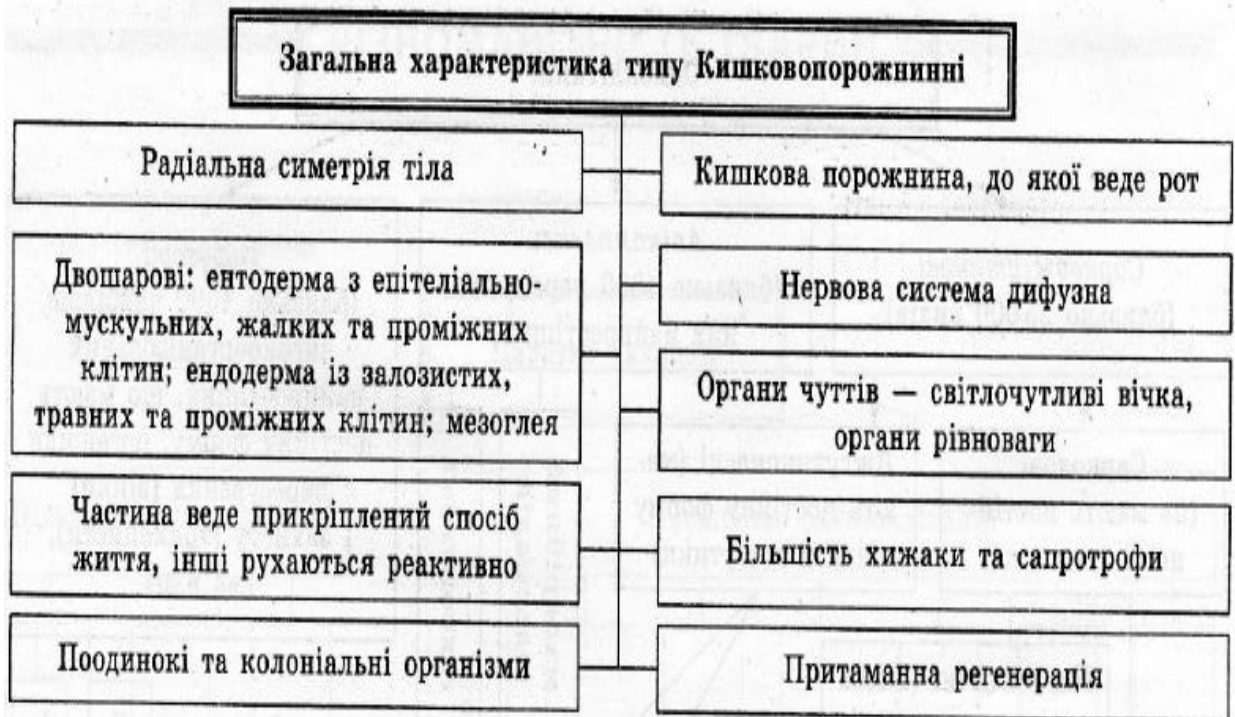 Загальна характеристика типу Кишковопорожнинні
Радіальна симетрія тіла
Кишкова порожнина, до якої веде рот
Двошарові: ентодерма з епітеліально-
мускульних, жалких та проміжних
клітин; ендодерма із залозистих,
травних та проміжних клітин; мезоглея
Нервова система дифузна
Органи чуттів — світлочутливі вічка,
органи рівноваги
Частина веде прикріплений спосіб
життя, інші рухаються реактивно
Більшість хижаки та сапротрофи
Поодинокі та колоніальні організми
Притаманна регенерація